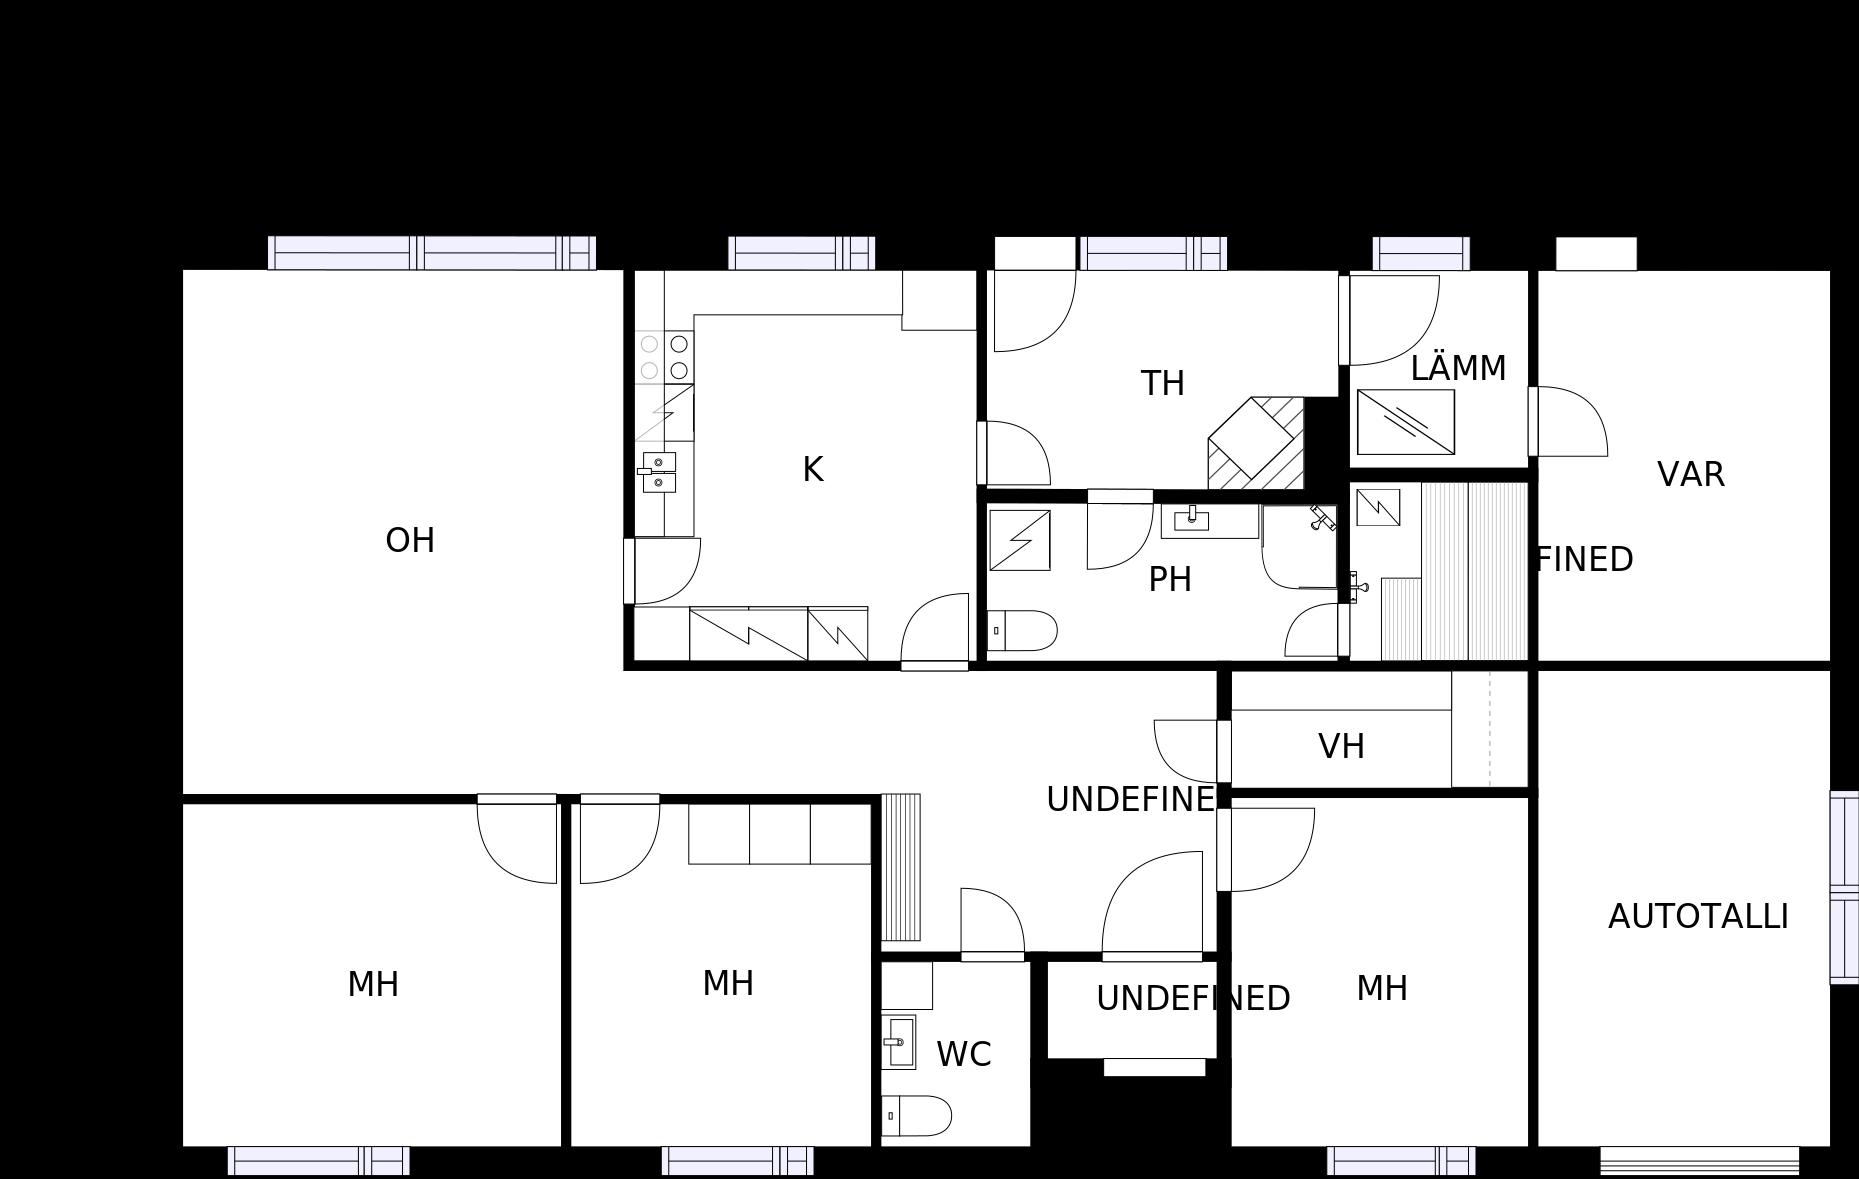 LÄMM
TH
K
VAR
OH
FINED
PH
VH
UNDEFINE
AUTOTALLI
MH
MH
MH
UNDEFINED
WC